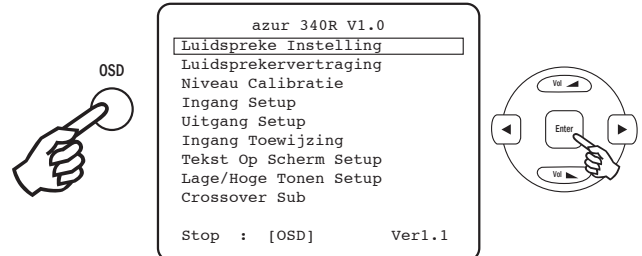 OSD
azur 340R V1.0
Luidspreke Instelling
Luidsprekervertraging
Niveau Calibratie
Ingang Setup
Uitgang Setup
Ingang Toewijzing
Tekst Op Scherm Setup
Lage/Hoge Tonen Setup
Crossover Sub
Stop : [OSD] Ver1.1
Vol
Enter
Vol